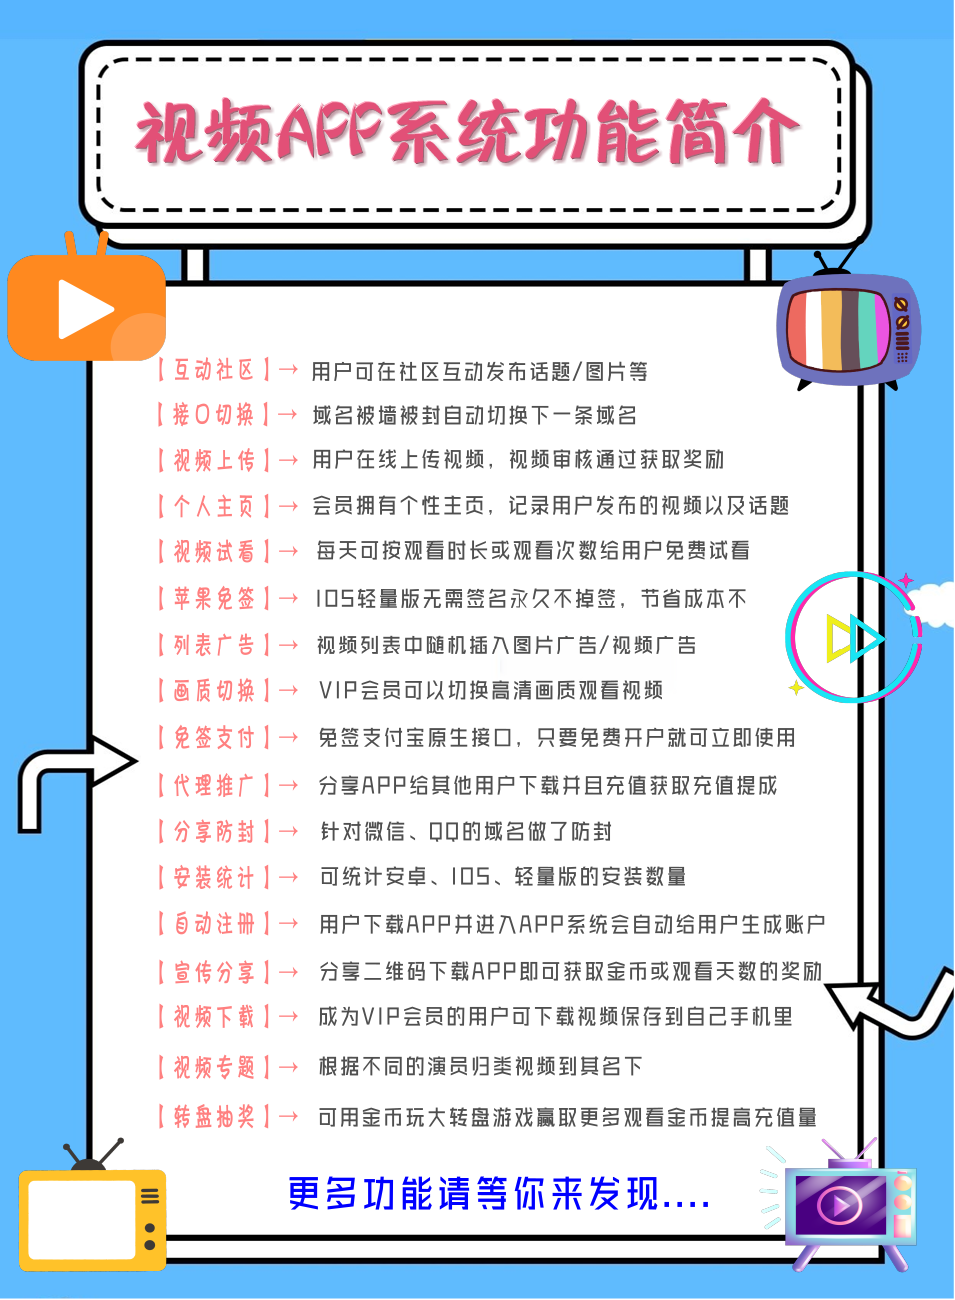 视频APP系统功能简介
【互动社区】→ 用户可在社区互动发布话题/图片等
【接口切换】→ 域名被墙被封自动切换下一条域名
【视频上传】→ 用户在线上传视频，视频审核通过获取奖励
【个人主页】→ 会员拥有个性主页，记录用户发布的视频以及话题
【视频试看】→ 每天可按观看时长或观看次数给用户免费试看
【苹果免签】→ IOS轻量版无需签名永久不掉签，节省成本不
【列表广告】→ 视频列表中随机插入图片广告/视频广告
【画质切换】→ VIP会员可以切换高清画质观看视频
【免签支付】→ 免签支付宝原生接口，只要免费开户就可立即使用
【代理推广】→ 分享APP给其他用户下载并且充值获取充值提成
【分享防封】→ 针对微信、QQ的域名做了防封
【安装统计】→ 可统计安卓、IOS、轻量版的安装数量
【自动注册】→ 用户下载APP并进入APP系统会自动给用户生成账户
【宣传分享】→ 分享二维码下载APP即可获取金币或观看天数的奖励
【视频下载】→ 成为VIP会员的用户可下载视频保存到自己手机里
【视频专题】→ 根据不同的演员归类视频到其名下
【转盘抽奖】→ 可用金币玩大转盘游戏赢取更多观看金币提高充值量
更多功能请等你来发现....